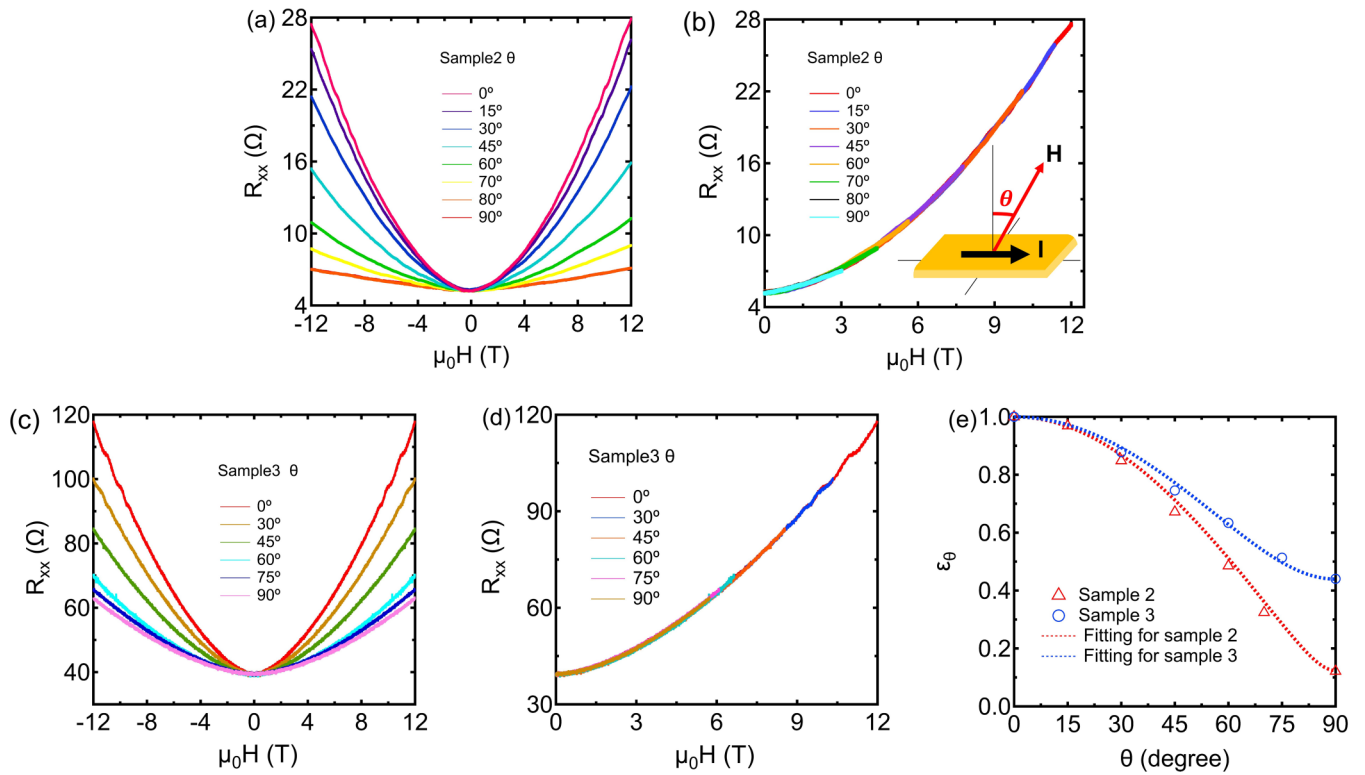 (a)
28
22
16
10
4
Rxx (Ω)
Sample2 θ
0º
15º
30º
45º
60º
70º
80º
90º
-12
-8
-4
0
4
8
12
μ0H (T)
(b)
28
22
16
10
4
Rxx (Ω)
Sample2 θ
0º
15º
30º
45º
60º
70º
80º
90º
H
θ
I
0
3
6
9
12
μ0H (T)
(c)
120
100
80
60
40
Rxx (Ω)
Sample3 θ
0º
30º
45º
60º
75º
90º
-12
-8
-4
0
4
8
12
μ0H (T)
(d)
120
90
60
30
Rxx (Ω)
Sample3 θ
0º
30º
45º
60º
75º
90º
0
3
6
9
12
μ0H (T)
(e)
1.0
0.8
0.6
0.4
0.2
0.0
εθ
Sample 2
Sample 3
Fitting for sample 2
Fitting for sample 3
0
15
30
45
60
75
90
θ (degree)